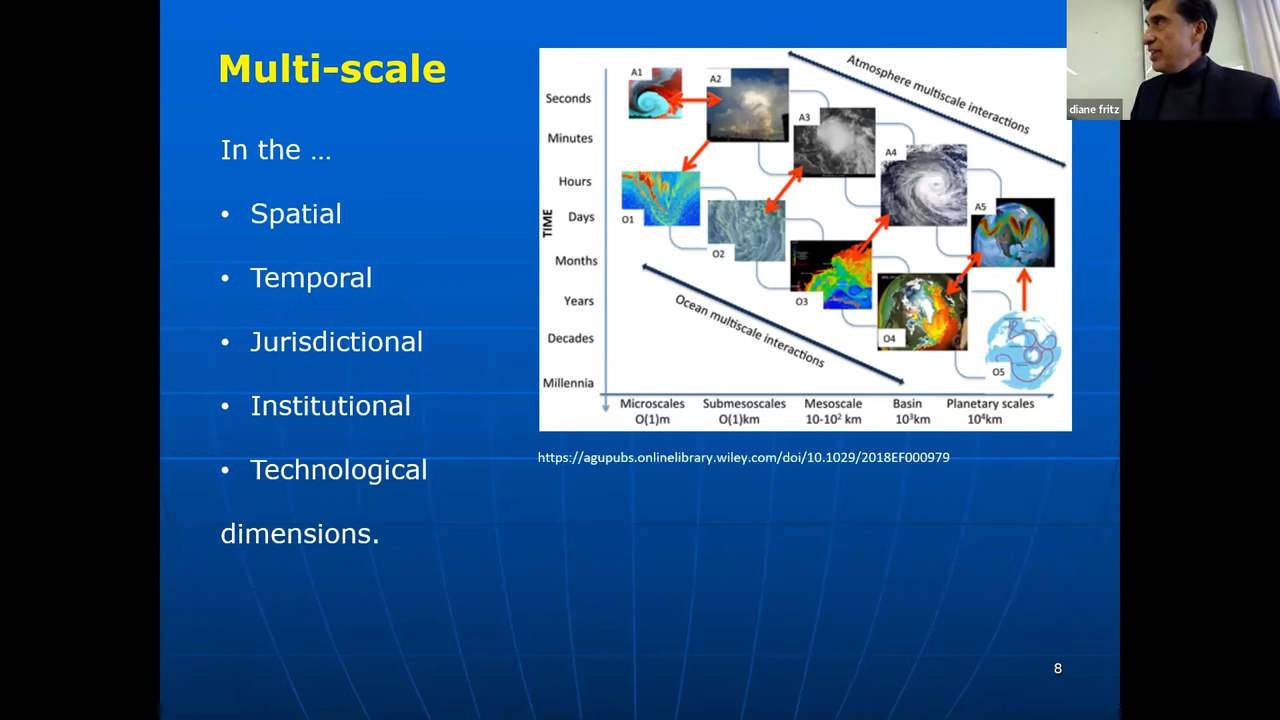 Multi-scale
In the …
• Spatial
• Temporal
• Jurisdictional
• Institutional
• Technological
dimensions.
TIME
Seconds
Minutes
Hours
Days
Months
Years
Decades
Millennia
A1
A2
A3
A4
A5
O1
O2
O3
O4
O5
Atmosphere multiscale interactions
Ocean multiscale interactions
Microscales
O(1)m
Submesoscales
O(1)km
Mesoscale
10-10² km
Basin
10³km
Planetary scales
10⁴km
https://agupubs.onlinelibrary.wiley.com/doi/10.1029/2018EF000979
diane fritz
8